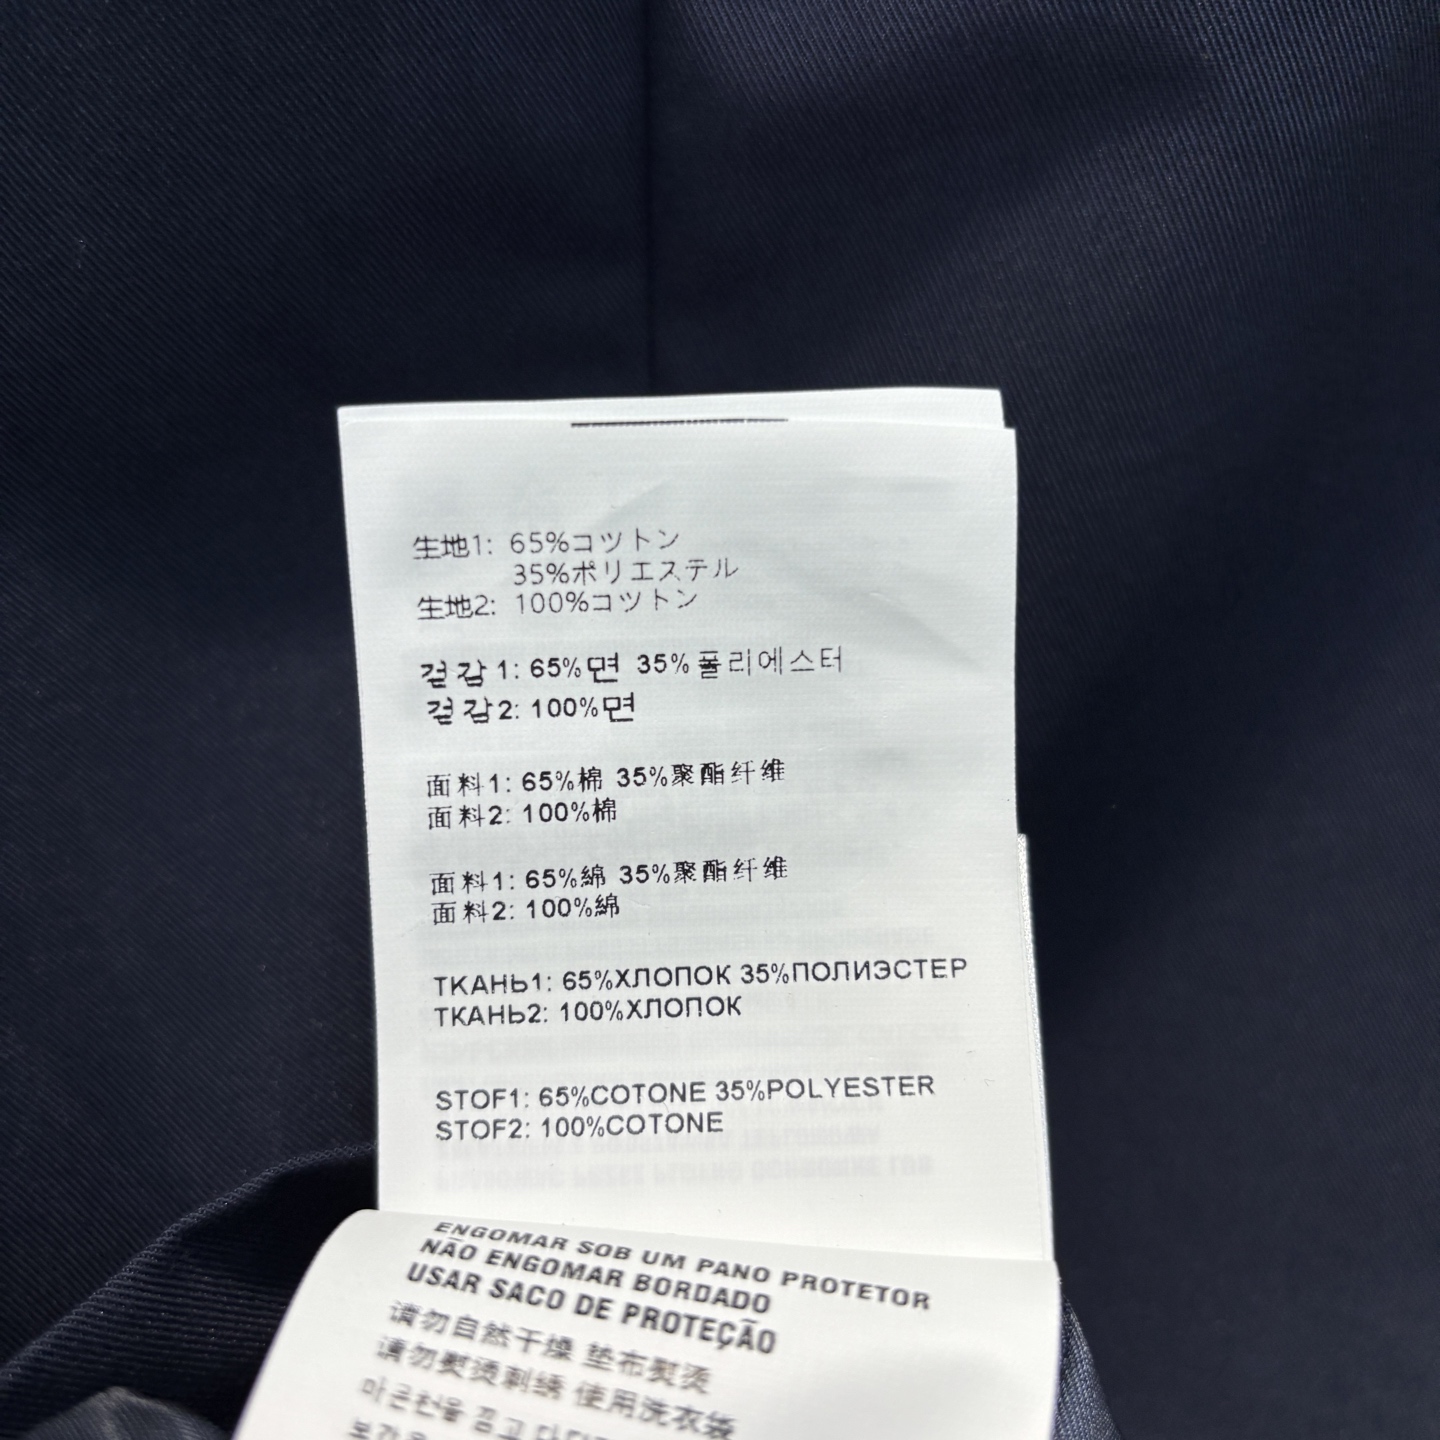 生地1: 65%コットン
35%ポリエステル
生地2: 100%コットン
겉감1: 65%면 35%폴리에스터
겉감2: 100%면
面料1: 65%棉 35%聚酯纤维
面料2: 100%棉
面料1: 65%綿 35%聚酯纤维
面料2: 100%綿
ТКАНЬ1: 65%ХЛОПОК 35%ПОЛИЭСТЕР
ТКАНЬ2: 100%ХЛОПОК
STOF1: 65%COTONE 35%POLYESTER
STOF2: 100%COTONE
ENGOMAR SOB UM PANO PROTETOR
NÃO ENGOMAR BORDADO
USAR SACO DE PROTEÇÃO
请勿自然干燥 垫布熨烫
请勿熨烫刺绣 使用洗衣袋